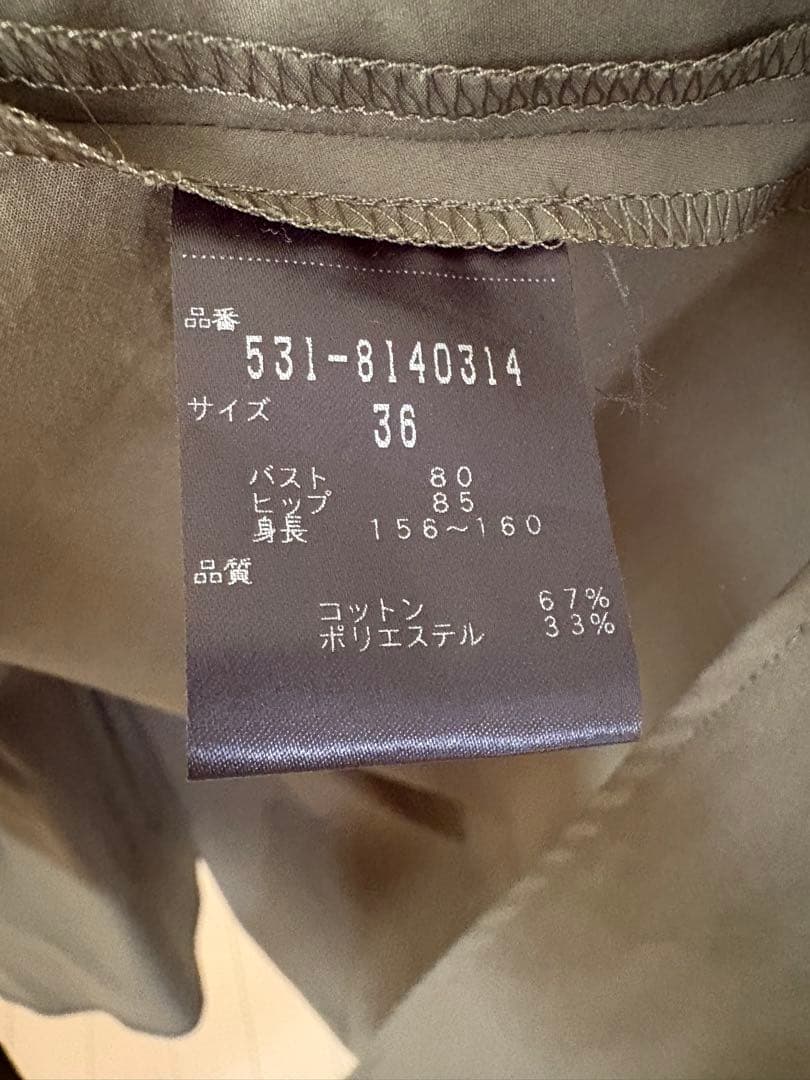 品番
531-8140314
サイズ 36
バスト 80
ヒップ 85
身長 156~160
品質
コットン 67%
ポリエステル 33%